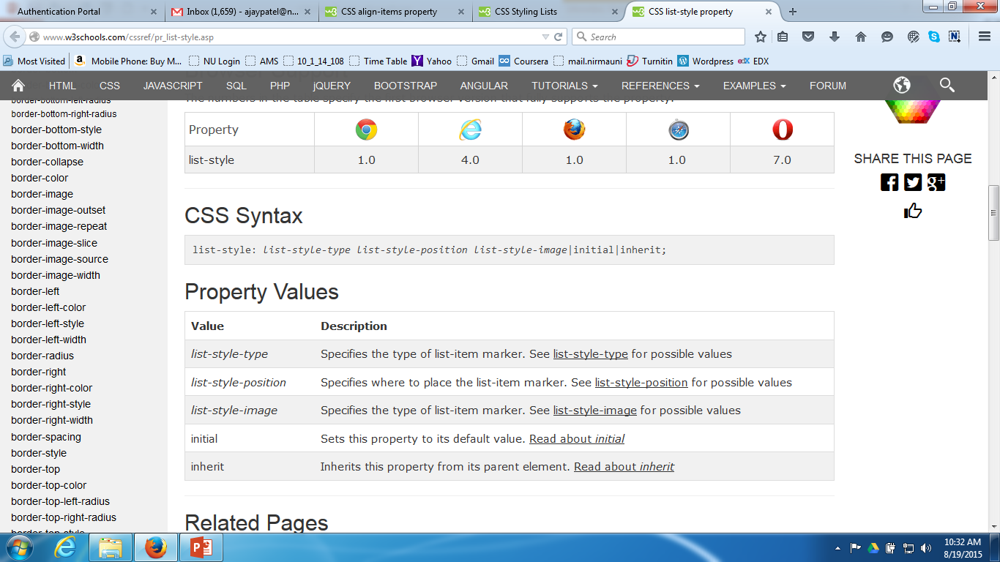 Authentication Portal
Inbox (1,659) - ajaypatel@n...
CSS align-items property
CSS Styling Lists
CSS list-style property
www.w3schools.com/cssref/pr_list-style.asp
Search
Most Visited
Mobile Phone: Buy M...
NU Login
AMS
10_1_14_108
Time Table
Yahoo
Gmail
Coursera
mail.nirmauni
Turnitin
Wordpress
EDX
HTML
CSS
JAVASCRIPT
SQL
PHP
jQUERY
BOOTSTRAP
ANGULAR
TUTORIALS
REFERENCES
EXAMPLES
FORUM
border-bottom-left-radius
border-bottom-right-radius
border-bottom-style
border-bottom-width
border-collapse
border-color
border-image
border-image-outset
border-image-repeat
border-image-slice
border-image-source
border-image-width
border-left
border-left-color
border-left-style
border-left-width
border-radius
border-right
border-right-color
border-right-style
border-right-width
border-spacing
border-style
border-top
border-top-color
border-top-left-radius
border-top-right-radius
border-top-style
Browser Support
The numbers in the table specify the first browser version that fully supports the property.
Property
list-style 1.0 4.0 1.0 1.0 7.0
CSS Syntax
list-style: list-style-type list-style-position list-style-image|initial|inherit;
Property Values
Value Description
list-style-type Specifies the type of list-item marker. See list-style-type for possible values
list-style-position Specifies where to place the list-item marker. See list-style-position for possible values
list-style-image Specifies the type of list-item marker. See list-style-image for possible values
initial Sets this property to its default value. Read about initial
inherit Inherits this property from its parent element. Read about inherit
Related Pages
SHARE THIS PAGE
10:32 AM
8/19/2015